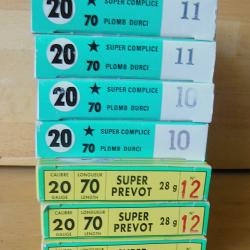 20 ★ SUPER COMPLICE 11
70 PLOMB DURCI
20 ★ SUPER COMPLICE 11
70 PLOMB DURCI
20 ★ SUPER COMPLICE 10
70 PLOMB DURCI
20 ★ SUPER COMPLICE 10
70 PLOMB DURCI
CALIBRE LONGUEUR SUPER N°
20 70 PREVOT 28 g 12
GAUGE LENGTH
CALIBRE LONGUEUR SUPER N°
20 70 PREVOT 28 g 12
GAUGE LENGTH